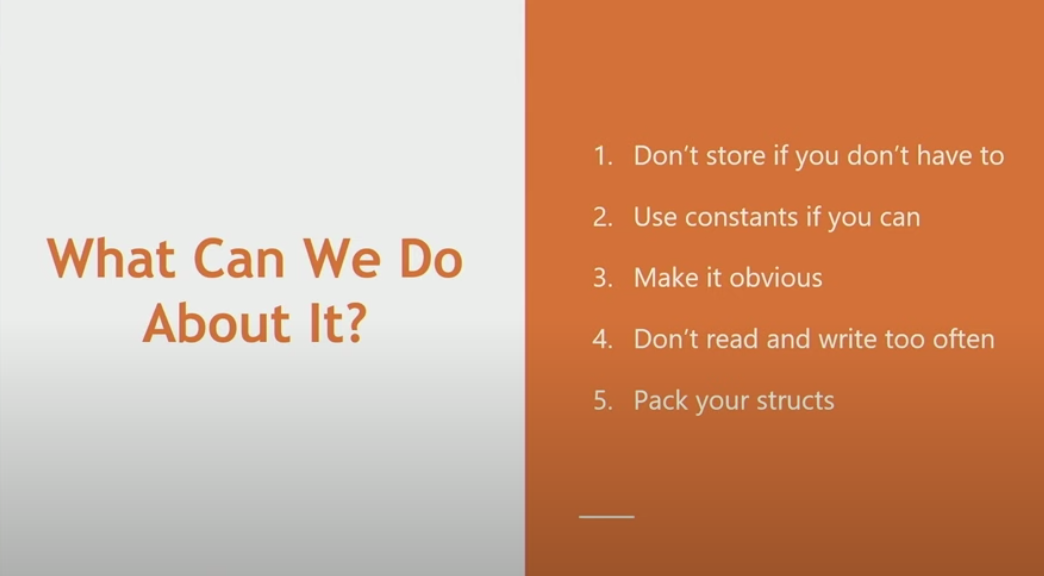 What Can We Do
About It?
1. Don't store if you don't have to
2. Use constants if you can
3. Make it obvious
4. Don't read and write too often
5. Pack your structs